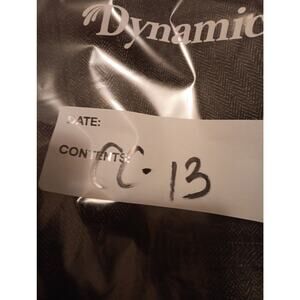 Dynamic
DATE:
CONTENTS:
CC. 13